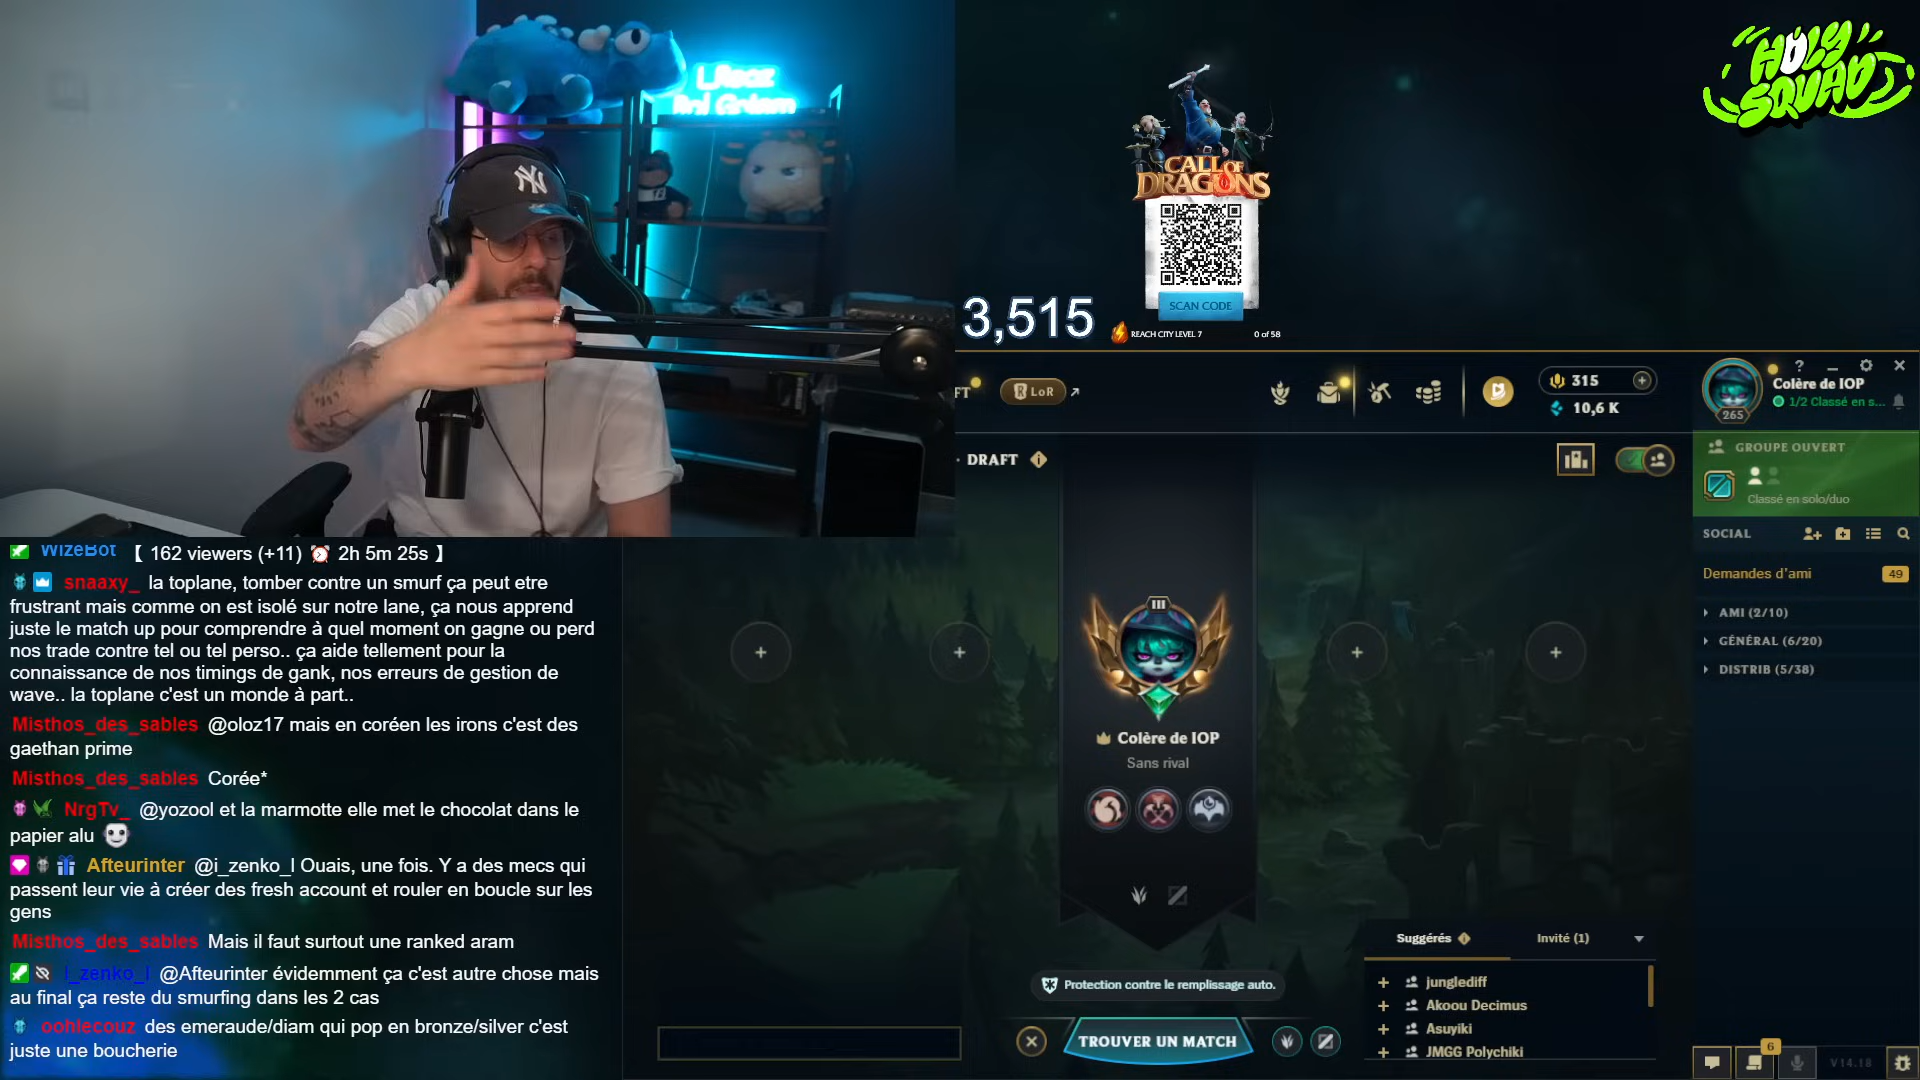 NY
HOLY
SQUAD
CALL OF
DRAGONS
SCAN CODE
3,515
REACH CITY LEVEL 7
0 of 58
FT
LoR
315
10,6 K
?
Colère de IOP
1/2 Classé en s...
265
DRAFT
GROUPE OUVERT
Classé en solo/duo
SOCIAL
Demandes d'ami
49
AMI (2/10)
GÉNÉRAL (6/20)
DISTRIB (5/38)
WizeBot 【 162 viewers (+11) ⏰ 2h 5m 25s 】
snaaxy_ la toplane, tomber contre un smurf ça peut etre
frustrant mais comme on est isolé sur notre lane, ça nous apprend
juste le match up pour comprendre à quel moment on gagne ou perd
nos trade contre tel ou tel perso.. ça aide tellement pour la
connaissance de nos timings de gank, nos erreurs de gestion de
wave.. la toplane c'est un monde à part..
Misthos_des_sables @oloz17 mais en coréen les irons c'est des
gaethan prime
Misthos_des_sables Corée*
NrgTv_ @yozool et la marmotte elle met le chocolat dans le
papier alu
Afteurinter @i_zenko_l Ouais, une fois. Y a des mecs qui
passent leur vie à créer des fresh account et rouler en boucle sur les
gens
Misthos_des_sables Mais il faut surtout une ranked aram
i_zenko_l @Afteurinter évidemment ça c'est autre chose mais
au final ça reste du smurfing dans les 2 cas
oohlecouz des emeraude/diam qui pop en bronze/silver c'est
juste une boucherie
III
Colère de IOP
Sans rival
Protection contre le remplissage auto.
TROUVER UN MATCH
Suggérés
Invité (1)
junglediff
Akoou Decimus
Asuyiki
JMGG Polychiki
6
V14.18